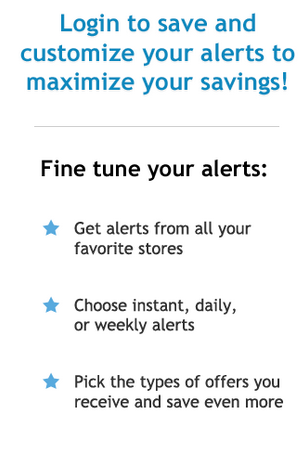 Login to save and
customize your alerts to
maximize your savings!
Fine tune your alerts:
Get alerts from all your
favorite stores
Choose instant, daily,
or weekly alerts
Pick the types of offers you
receive and save even more